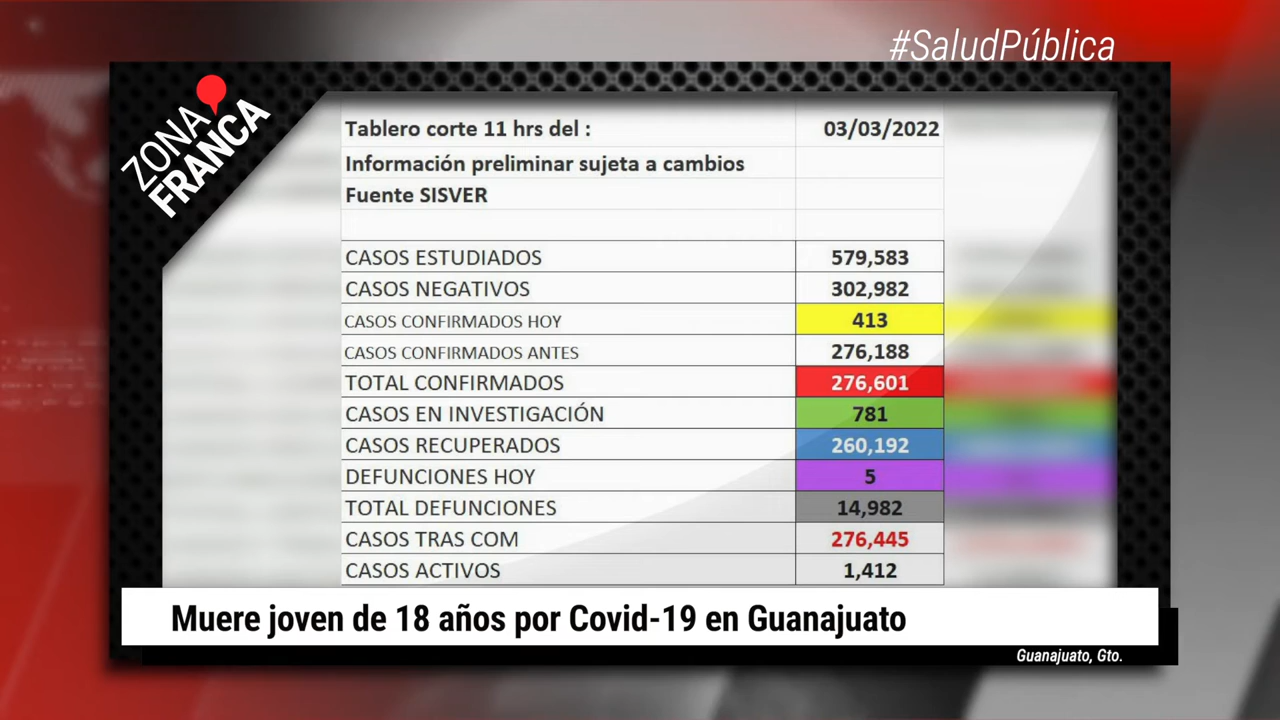 #SaludPública
ZONA
FRANCA
Tablero corte 11 hrs del : 03/03/2022
Información preliminar sujeta a cambios
Fuente SISVER
CASOS ESTUDIADOS 579,583
CASOS NEGATIVOS 302,982
CASOS CONFIRMADOS HOY 413
CASOS CONFIRMADOS ANTES 276,188
TOTAL CONFIRMADOS 276,601
CASOS EN INVESTIGACIÓN 781
CASOS RECUPERADOS 260,192
DEFUNCIONES HOY 5
TOTAL DEFUNCIONES 14,982
CASOS TRAS COM 276,445
CASOS ACTIVOS 1,412
Muere joven de 18 años por Covid-19 en Guanajuato
Guanajuato, Gto.